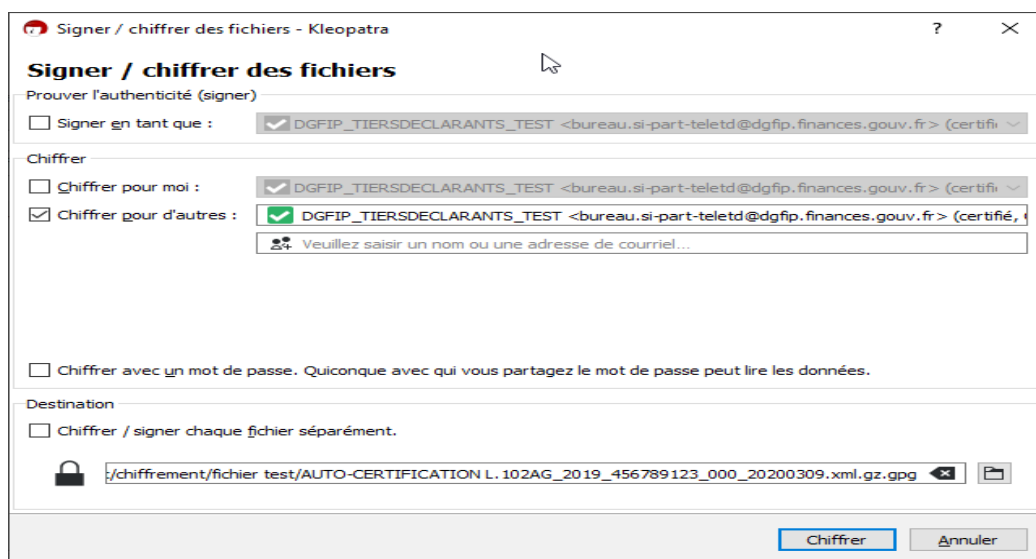 Signer / chiffrer des fichiers - Kleopatra
Signer / chiffrer des fichiers
Prouver l'authenticité (signer)
Signer en tant que :
DGFIP_TIERSDECLARANTS_TEST <bureau.si-part-teletd@dgfip.finances.gouv.fr> (certifi
Chiffrer
Chiffrer pour moi :
DGFIP_TIERSDECLARANTS_TEST <bureau.si-part-teletd@dgfip.finances.gouv.fr> (certifi
Chiffrer pour d'autres :
DGFIP_TIERSDECLARANTS_TEST <bureau.si-part-teletd@dgfip.finances.gouv.fr> (certifié,
Veuillez saisir un nom ou une adresse de courriel...
Chiffrer avec un mot de passe. Quiconque avec qui vous partagez le mot de passe peut lire les données.
Destination
Chiffrer / signer chaque fichier séparément.
:/chiffrement/fichier test/AUTO-CERTIFICATION L.102AG_2019_456789123_000_20200309.xml.gz.gpg
Chiffrer
Annuler